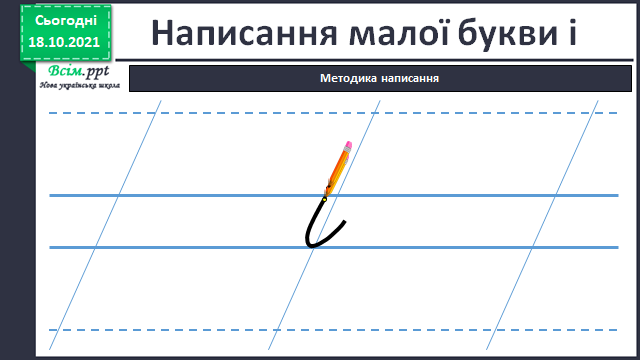 Сьогодні
18.10.2021
Написання малої букви і
Всім.ppt
Нова українська школа
Методика написання